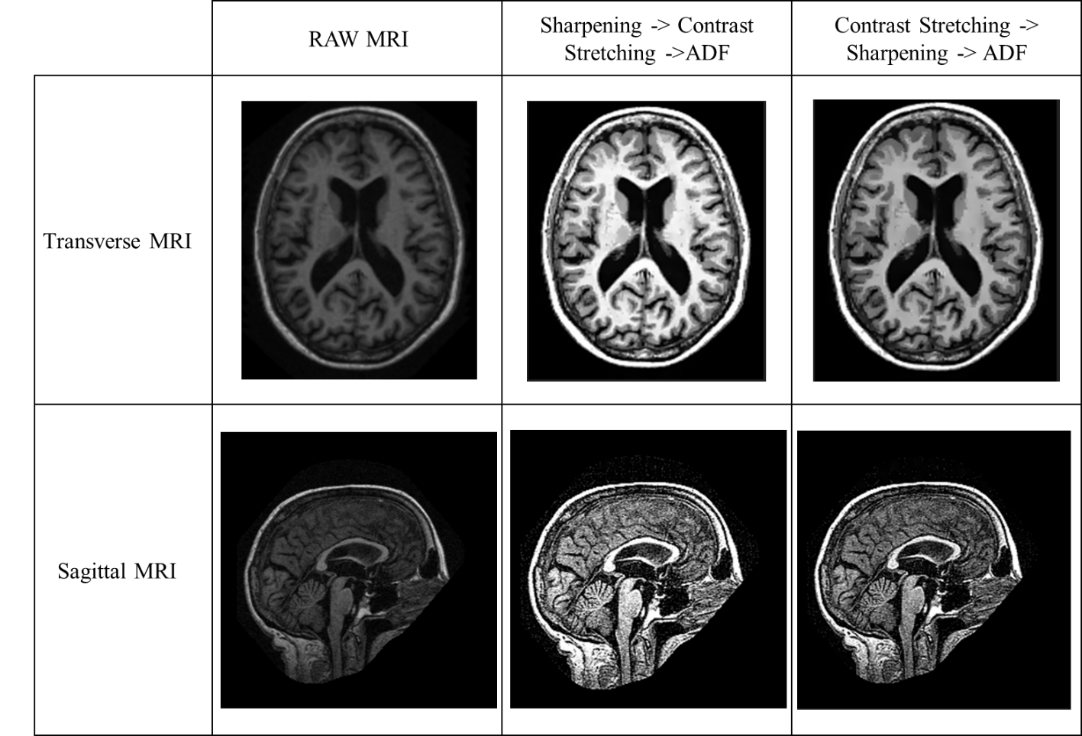 RAW MRI
Sharpening -> Contrast
Stretching ->ADF
Contrast Stretching ->
Sharpening -> ADF
Transverse MRI
Sagittal MRI